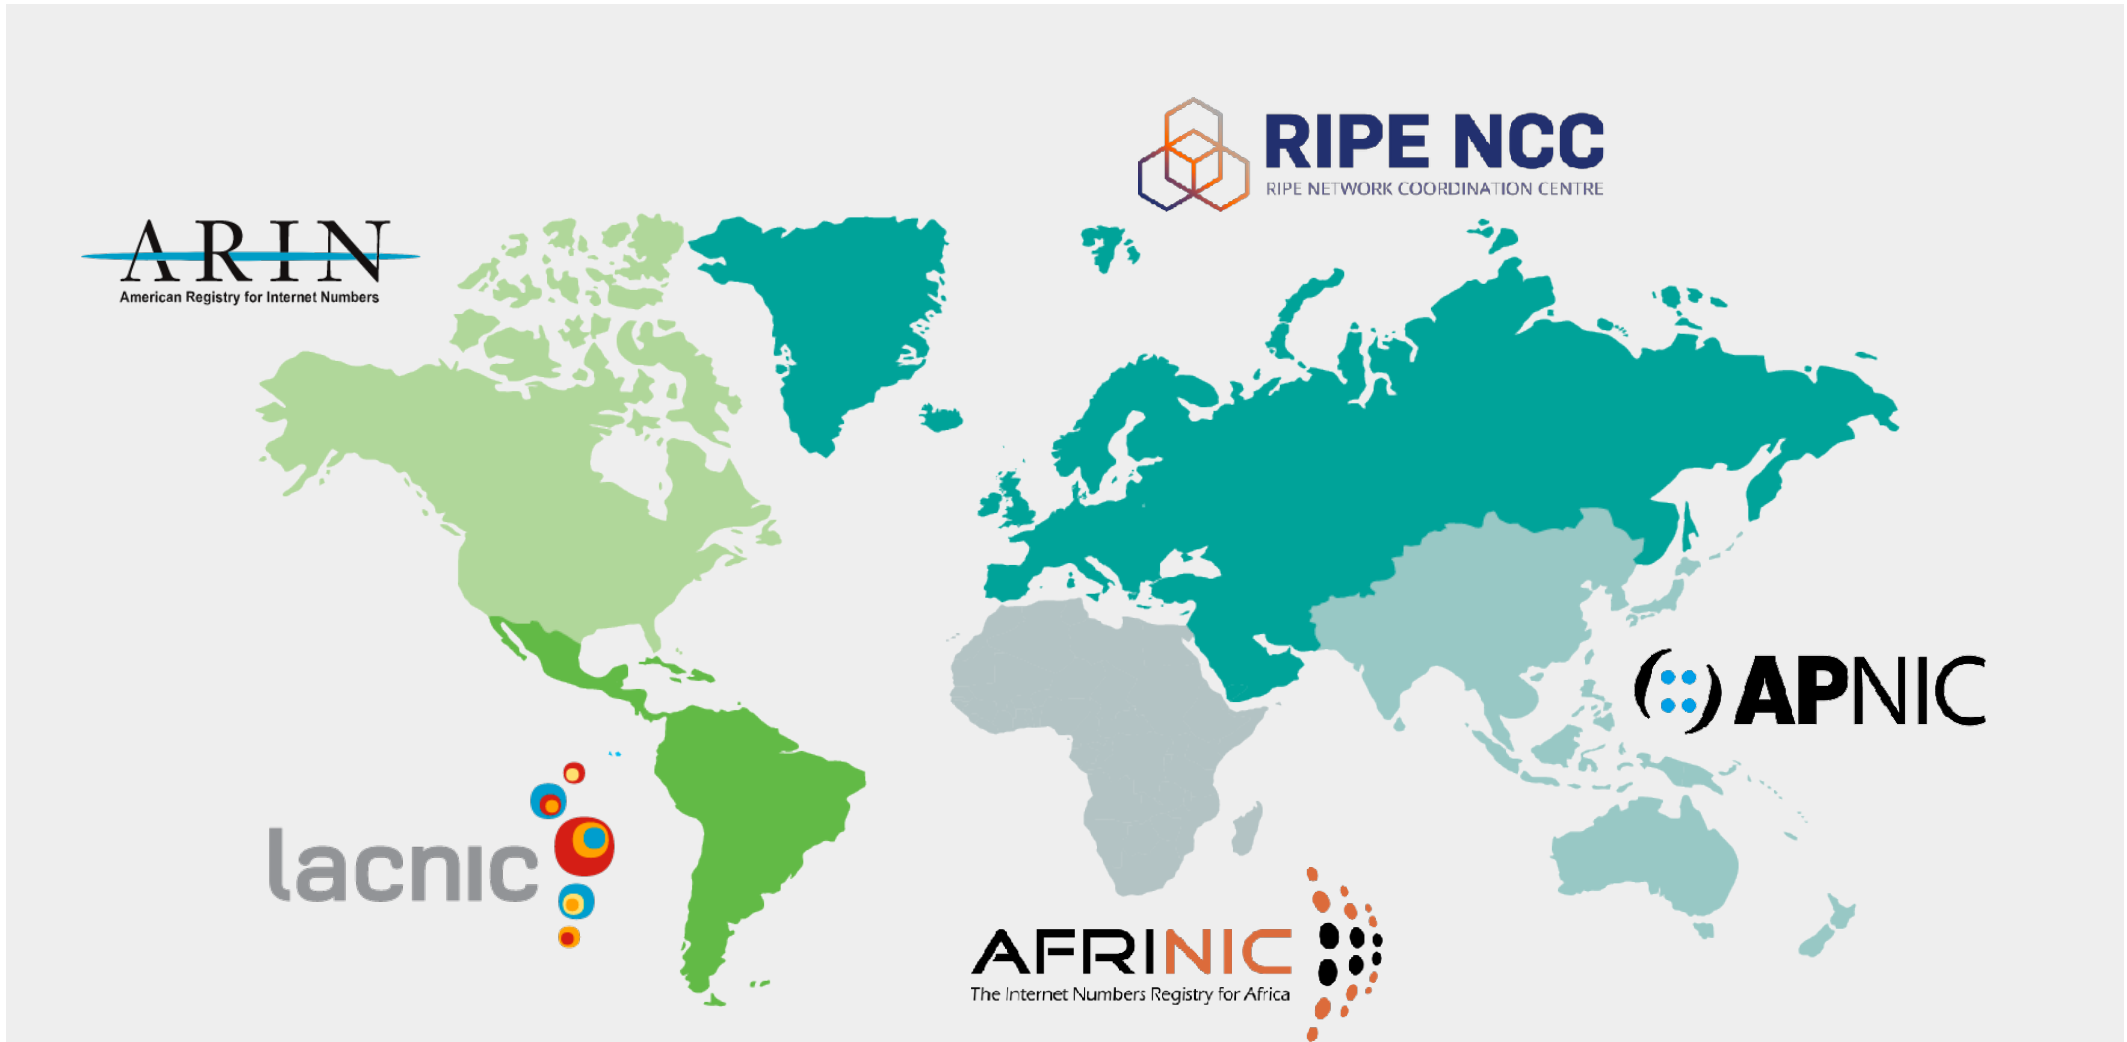 RIPE NCC
RIPE NETWORK COORDINATION CENTRE
ARIN
American Registry for Internet Numbers
APNIC
lacnic
AFRINIC
The Internet Numbers Registry for Africa